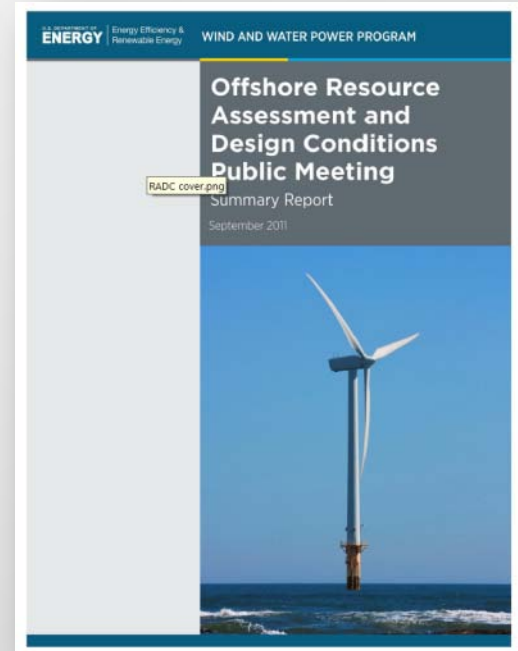 U.S. DEPARTMENT OF
ENERGY
Energy Efficiency &
Renewable Energy
WIND AND WATER POWER PROGRAM
Offshore Resource
Assessment and
Design Conditions
Public Meeting
RADC cover.png
Summary Report
September 2011